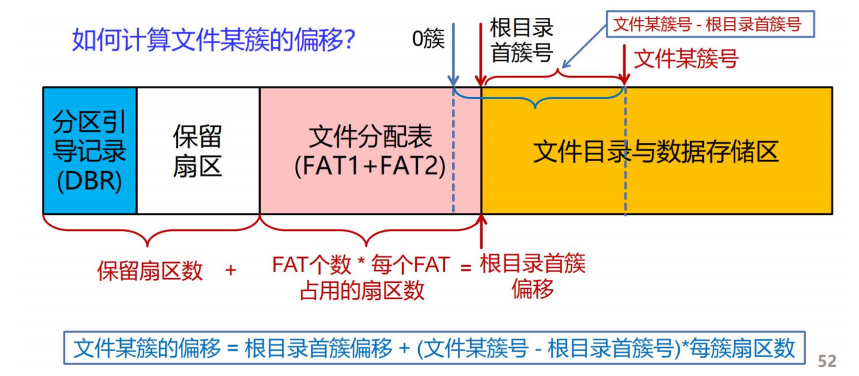 如何计算文件某簇的偏移?
0簇
根目录
首簇号
文件某簇号 - 根目录首簇号
文件某簇号
分区引
导记录
(DBR)
保留
扇区
文件分配表
(FAT1+FAT2)
文件目录与数据存储区
保留扇区数 + FAT个数 * 每个FAT = 根目录首簇
占用的扇区数 偏移
文件某簇的偏移 = 根目录首簇偏移 + (文件某簇号 - 根目录首簇号)*每簇扇区数
52